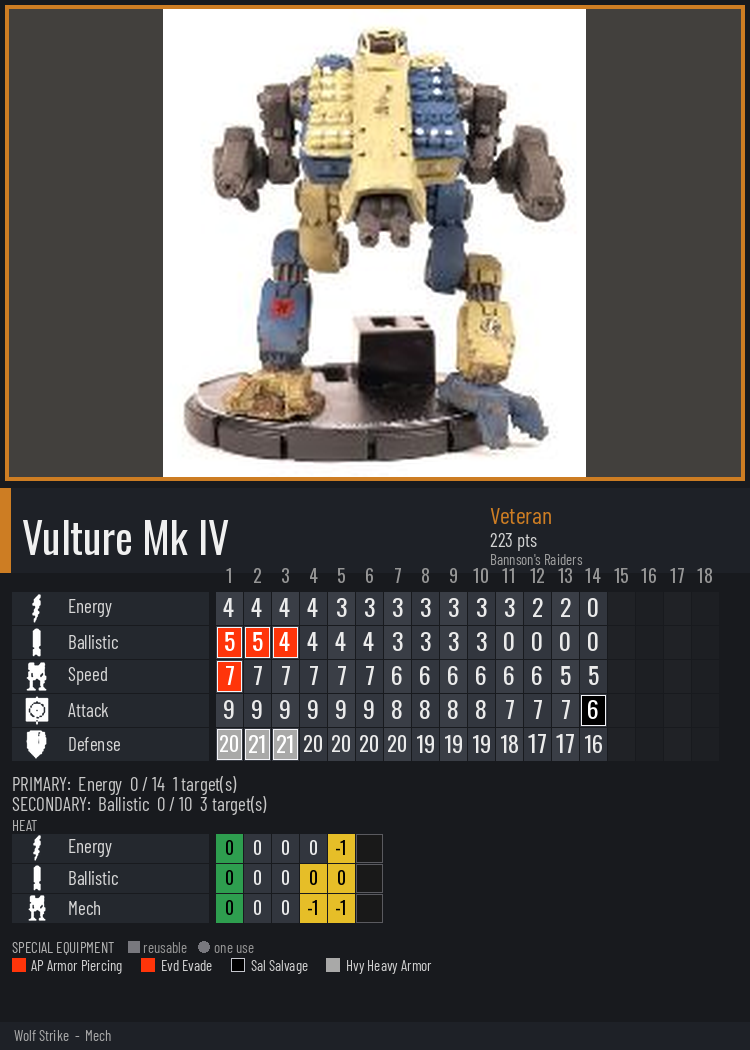 Vulture Mk IV
Veteran
223 pts
Bannson's Raiders
1 2 3 4 5 6 7 8 9 10 11 12 13 14 15 16 17 18
Energy 4 4 4 4 3 3 3 3 3 3 3 2 2 0
Ballistic 5 5 4 4 4 4 3 3 3 3 0 0 0 0
Speed 7 7 7 7 7 7 6 6 6 6 6 6 5 5
Attack 9 9 9 9 9 9 8 8 8 8 7 7 7 6
Defense 20 21 21 20 20 20 20 19 19 19 18 17 17 16
PRIMARY: Energy 0 / 14 1 target(s)
SECONDARY: Ballistic 0 / 10 3 target(s)
HEAT
Energy 0 0 0 0 -1
Ballistic 0 0 0 0 0
Mech 0 0 0 -1 -1
SPECIAL EQUIPMENT reusable one use
AP Armor Piercing Evd Evade Sal Salvage Hvy Heavy Armor
Wolf Strike - Mech